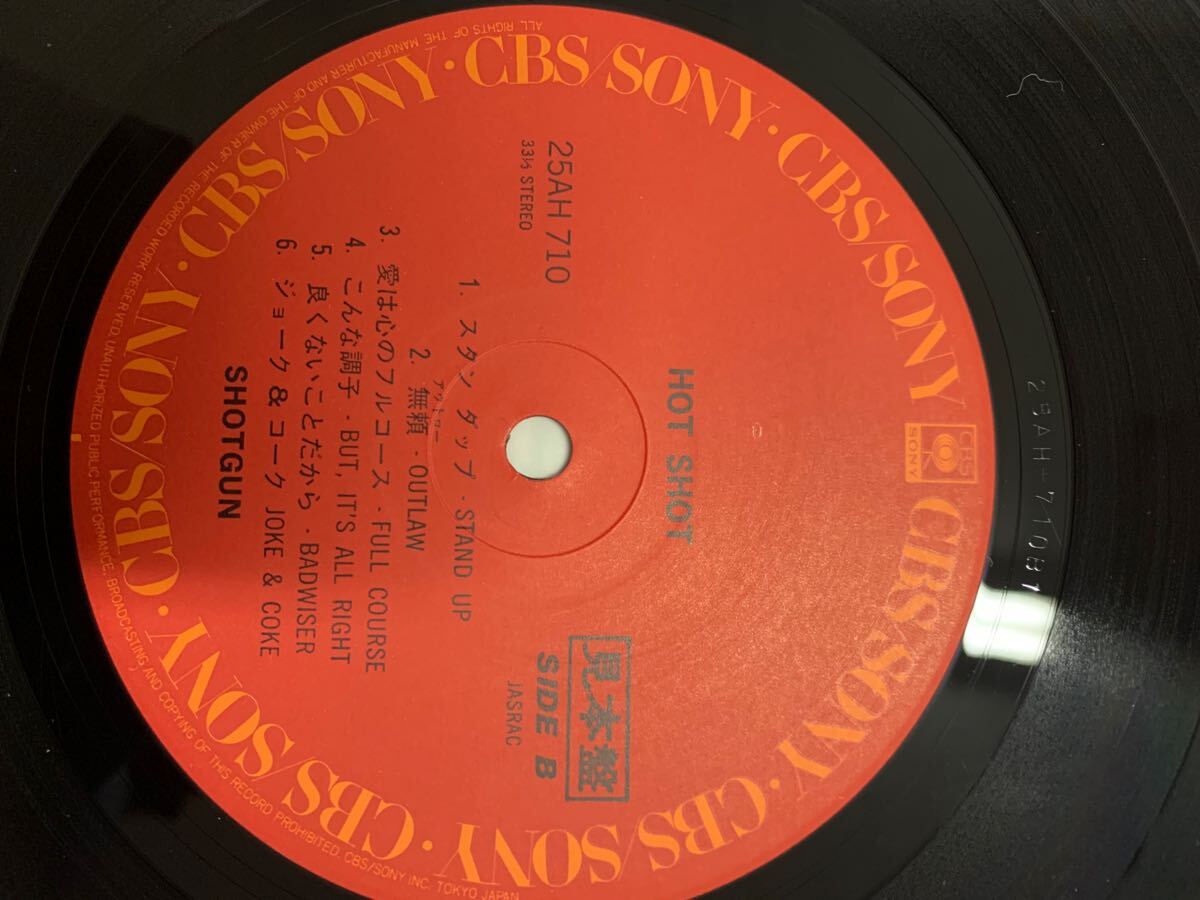 CBS/SONY · CBS/SONY · CBS/SONY · CBS/SONY · CBS/SONY · CBS/SONY · CBS/SONY · CBS/SONY · CBS/SONY
CBS
SONY
HOT SHOT
25AH 710
33⅓ STEREO
見本盤
SIDE B
JASRAC
1. スタンダップ · STAND UP
アウトロー
2. 無頼 · OUTLAW
3. 愛は心のフルコース · FULL COURSE
4. こんな調子 · BUT, IT'S ALL RIGHT
5. 良くないことだから · BADWISER
6. ジョーク & コーク JOKE & COKE
SHOTGUN
ALL RIGHTS OF THE MANUFACTURER AND OF THE OWNER OF THE RECORDED WORK RESERVED. UNAUTHORIZED PUBLIC PERFORMANCE, BROADCASTING AND COPYING OF THIS RECORD PROHIBITED. CBS/SONY INC. TOKYO JAPAN
25AH-710B1